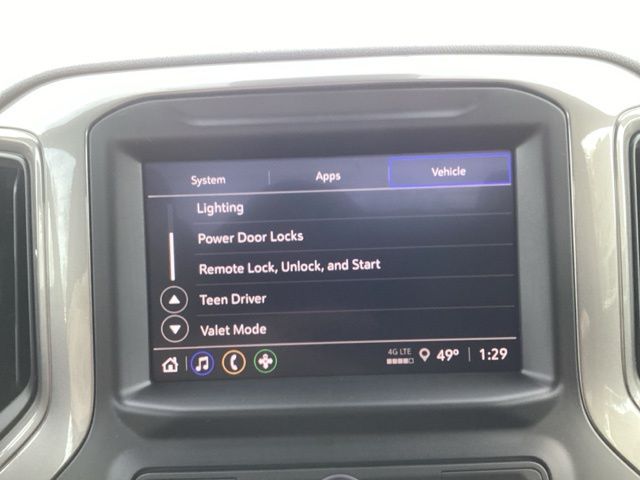 System Apps Vehicle
Lighting
Power Door Locks
Remote Lock, Unlock, and Start
Teen Driver
Valet Mode
4G LTE 49° 1:29